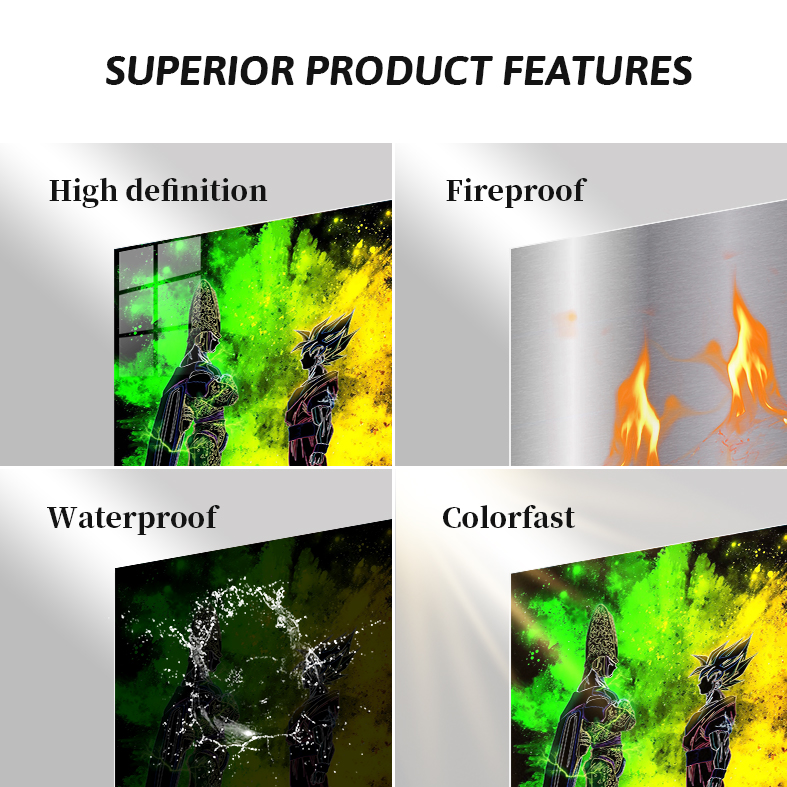 SUPERIOR PRODUCT FEATURES
High definition
Fireproof
Waterproof
Colorfast